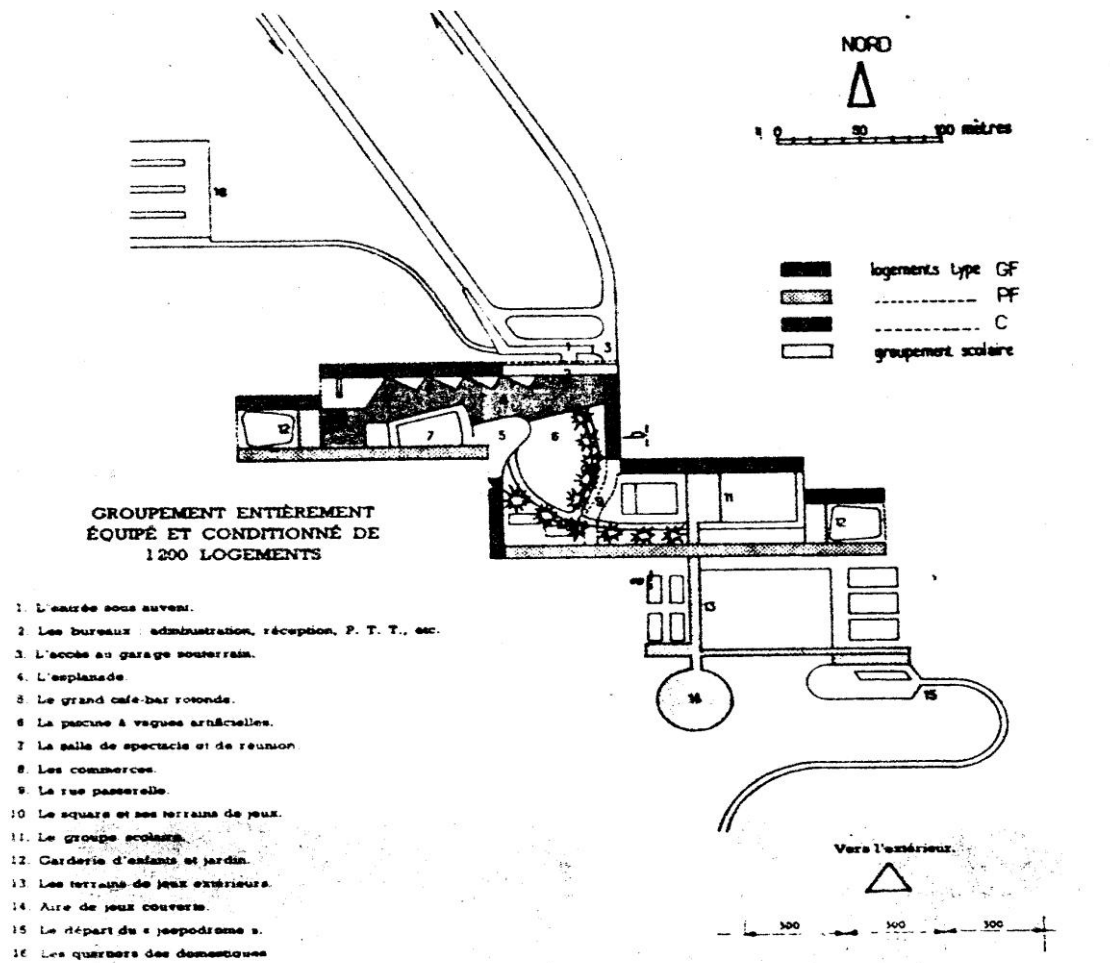 NORD
0 50 100 mètres
logements type GF
PF
C
groupement scolaire
16
1
3
2
12
7
5
6
9
11
12
13
14
15
GROUPEMENT ENTIÈREMENT
ÉQUIPÉ ET CONDITIONNÉ DE
1200 LOGEMENTS
1. L'entrée sous auvent.
2. Les bureaux : administration, réception, P. T. T., etc.
3. L'accès au garage souterrain.
4. L'esplanade.
5. Le grand café-bar rotonde.
6. La piscine à vagues artificielles.
7. La salle de spectacle et de réunion.
8. Les commerces.
9. La rue passerelle.
10. Le square et ses terrains de jeux.
11. Le groupe scolaire.
12. Garderie d'enfants et jardin.
13. Les terrains de jeux extérieurs.
14. Aire de jeux couverte.
15. Le départ du « jeepodrome ».
16. Les quartiers des domestiques
Vers l'extérieur.
300 300 300